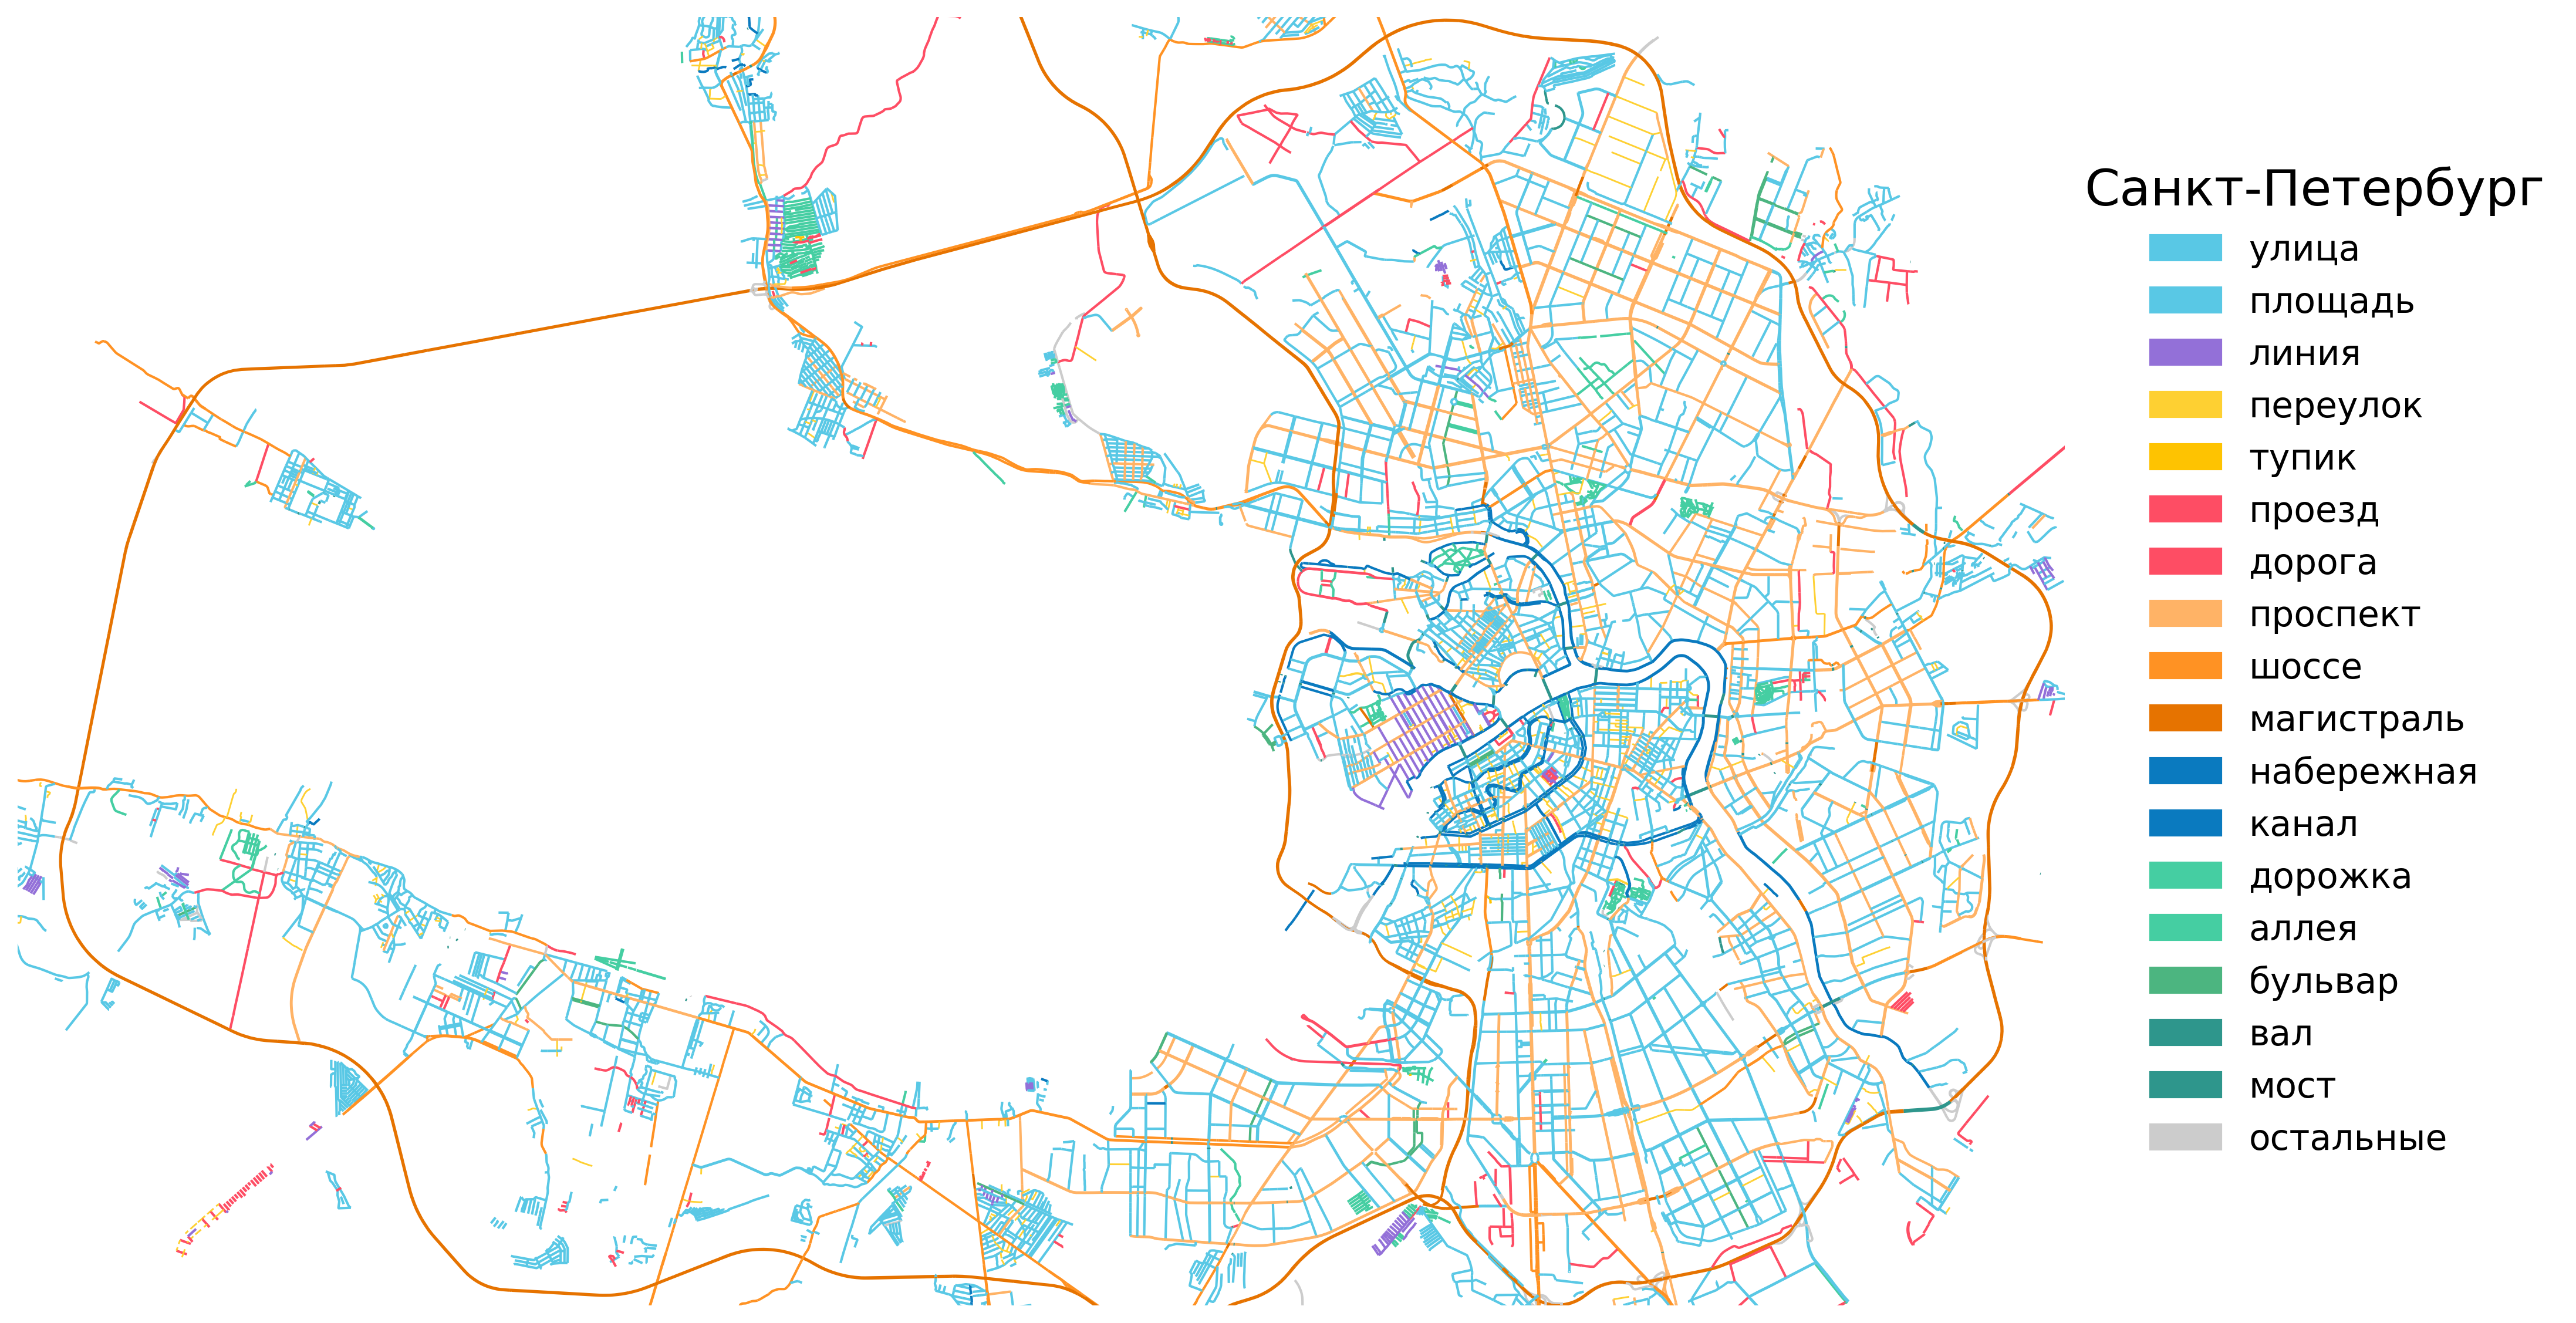 Санкт-Петербург
улица
площадь
линия
переулок
тупик
проезд
дорога
проспект
шоссе
магистраль
набережная
канал
дорожка
аллея
бульвар
вал
мост
остальные